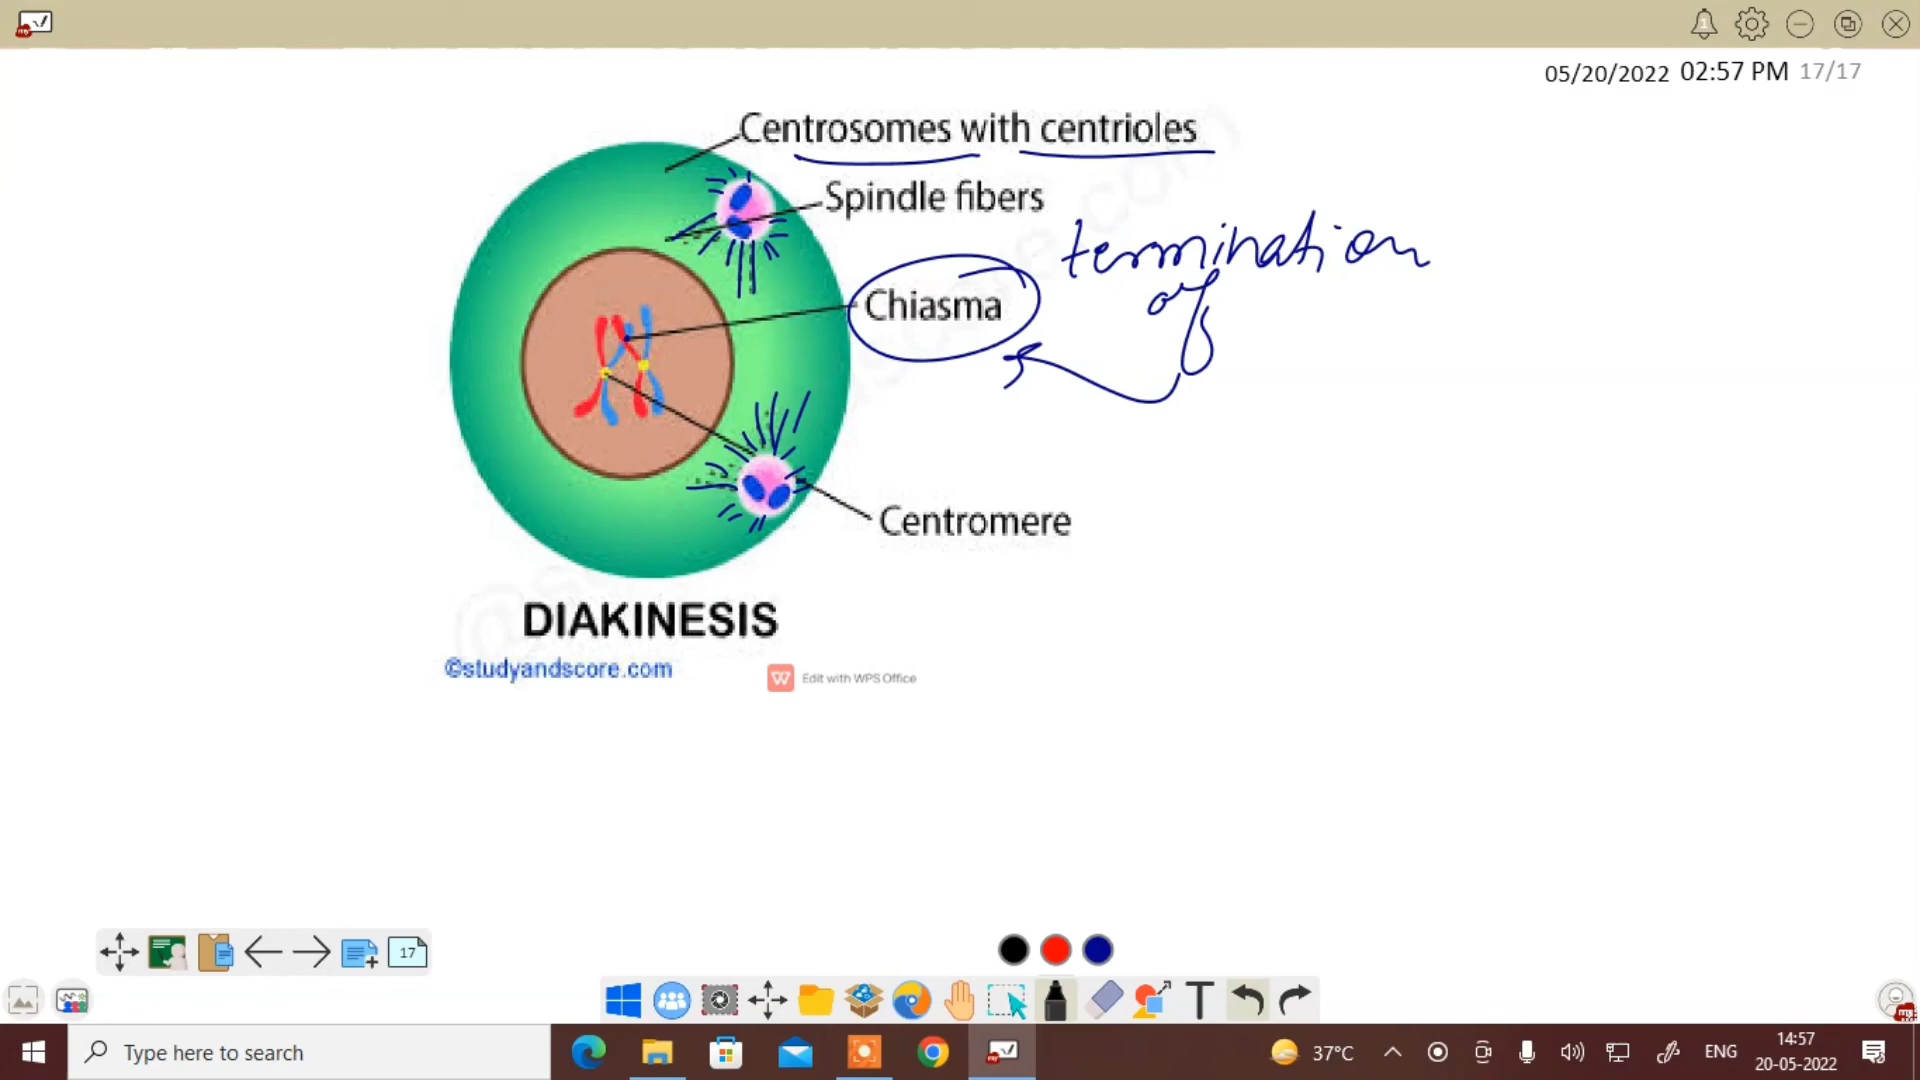 05/20/2022 02:57 PM 17/17
Centrosomes with centrioles
Spindle fibers
termination
of
Chiasma
Centromere
DIAKINESIS
©studyandscore.com
W Edit with WPS Office
17
T
Type here to search
37°C
ENG
14:57
20-05-2022